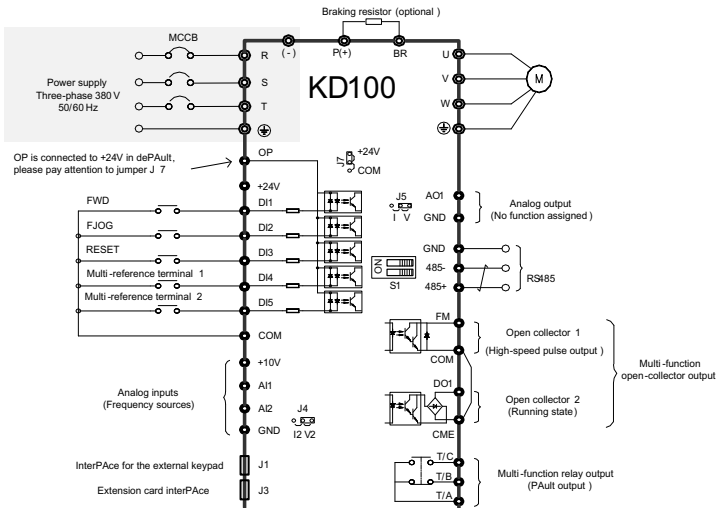 Braking resistor (optional )
MCCB
R
S
T
Power supply
Three-phase 380 V
50/60 Hz
(-)
P(+)
BR
KD100
U
V
W
M
OP is connected to +24V in dePAult,
please pay attention to jumper J 7
OP
J7
+24V
COM
+24V
FWD
DI1
FJOG
DI2
RESET
DI3
Multi-reference terminal 1
DI4
Multi-reference terminal 2
DI5
COM
J5
I V
AO1
GND
Analog output
(No function assigned )
ON
S1
GND
485-
485+
RS485
+10V
AI1
AI2
GND
Analog inputs
(Frequency sources)
J4
I2 V2
FM
COM
Open collector 1
(High-speed pulse output )
DO1
CME
Open collector 2
(Running state)
Multi-function
open-collector output
InterPAce for the external keypad
J1
Extension card interPAce
J3
T/C
T/B
T/A
Multi-function relay output
(PAult output )